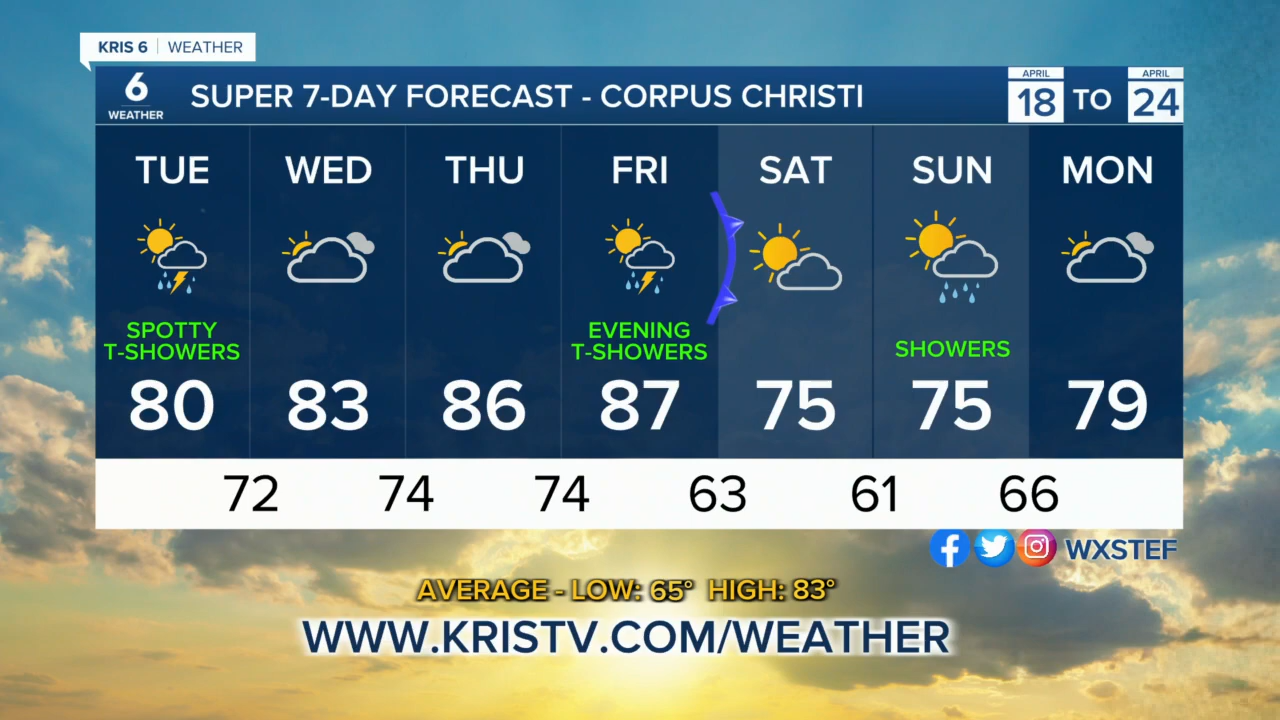 KRIS 6 | WEATHER
6
WEATHER
SUPER 7-DAY FORECAST - CORPUS CHRISTI
APRIL
18
TO
APRIL
24
TUE WED THU FRI SAT SUN MON
SPOTTY
T-SHOWERS
EVENING
T-SHOWERS
SHOWERS
80 83 86 87 75 75 79
72 74 74 63 61 66
WXSTEF
AVERAGE - LOW: 65° HIGH: 83°
WWW.KRISTV.COM/WEATHER